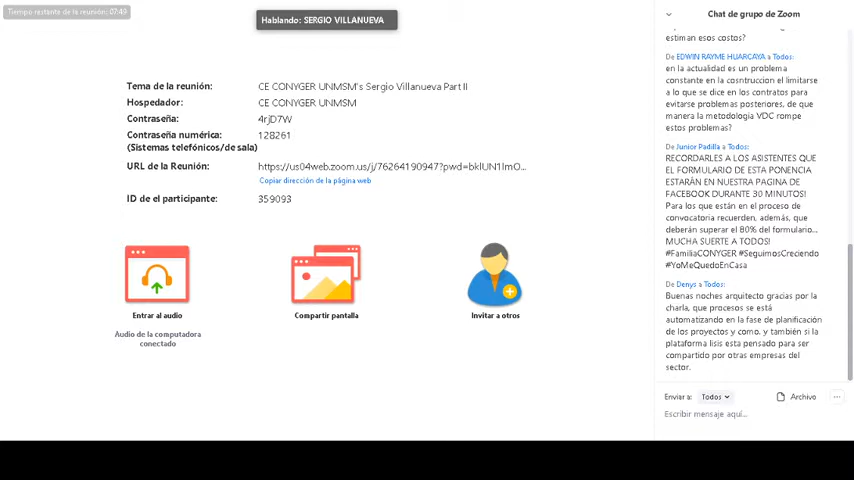 Tiempo restante de la reunión: 07:49
Hablando: SERGIO VILLANUEVA
Tema de la reunión: CE CONYGER UNMSM's Sergio Villanueva Part II
Hospedador: CE CONYGER UNMSM
Contraseña: 4rjD7W
Contraseña numérica: 128261
(Sistemas telefónicos/de sala)
URL de la Reunión: https://us04web.zoom.us/j/76264190947?pwd=bklUN1lmO...
Copiar dirección de la página web
ID de el participante: 359093
Entrar al audio
Compartir pantalla
Invitar a otros
Audio de la computadora
conectado
Chat de grupo de Zoom
estiman esos costos?
De EDWIN RAYME HUARCAYA a Todos:
en la actualidad es un problema
constante en la cosntruccion el limitarse
a lo que se dice en los contratos para
evitarse problemas posteriores, de que
manera la metodologia VDC rompe
estos problemas?
De Junior Padilla a Todos:
RECORDARLES A LOS ASISTENTES QUE
EL FORMULARIO DE ESTA PONENCIA
ESTARÁN EN NUESTRA PAGINA DE
FACEBOOK DURANTE 30 MINUTOS!
Para los que están en el proceso de
convocatoria recuerden, además, que
deberán superar el 80% del formulario...
MUCHA SUERTE A TODOS!
#FamiliaCONYGER #SeguimosCreciendo
#YoMeQuedoEnCasa
De Denys a Todos:
Buenas noches arquitecto gracias por la
charla, que procesos se está
automatizando en la fase de planificación
de los proyectos y como, y también si la
plataforma lisis esta pensado para ser
compartido por otras empresas del
sector.
Enviar a: Todos
Archivo
Escribir mensaje aquí...